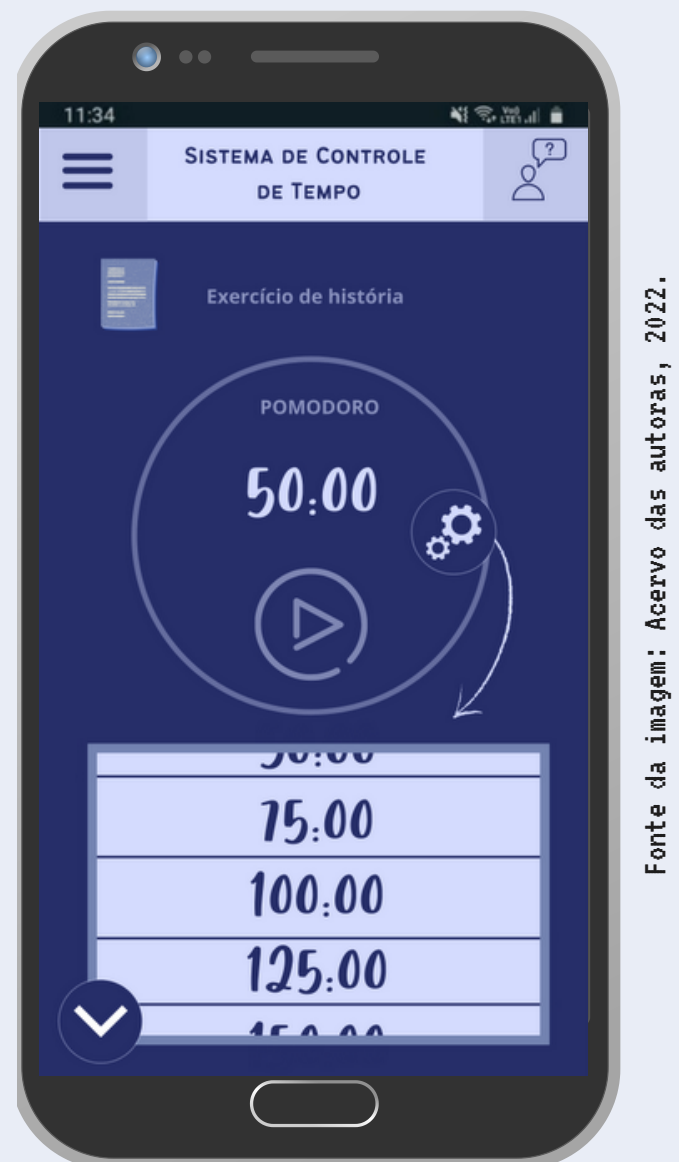 11:34
SISTEMA DE CONTROLE
DE TEMPO
?
Exercício de história
POMODORO
50:00
75:00
100:00
125:00
Fonte da imagem: Acervo das autoras, 2022.